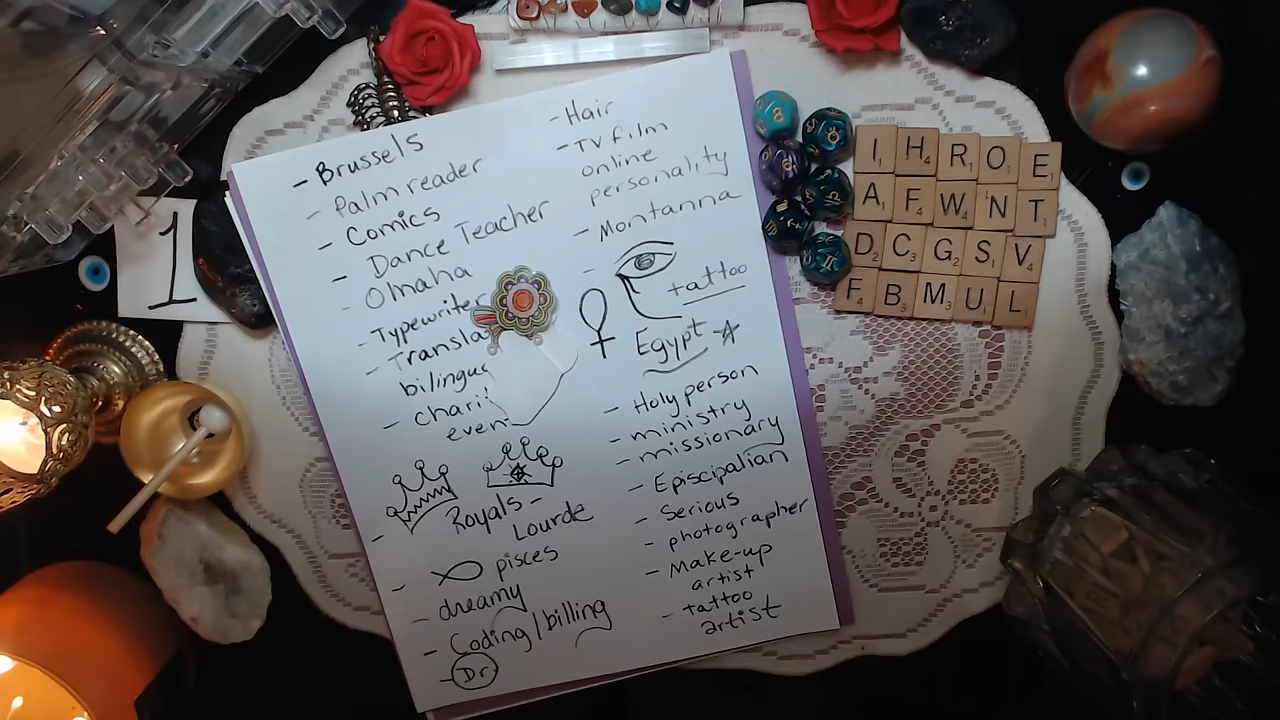 1
- Brussels
- Palm reader
- Comics
- Dance Teacher
- Omaha
- Typewriter
- Transla
bilingu
- chari
even
- Royals -
Lourde
- pisces
- dreamy
- Coding/billing
- Dr
- Hair
- TV film
online
personality
- Montanna
- tattoo
Egypt
- Holy person
- ministry
- missionary
- Episcipalian
- Serious
- photographer
- Make-up
artist
- tattoo
artist
I H R O E
A F W N T
D C G S V
F B M U L